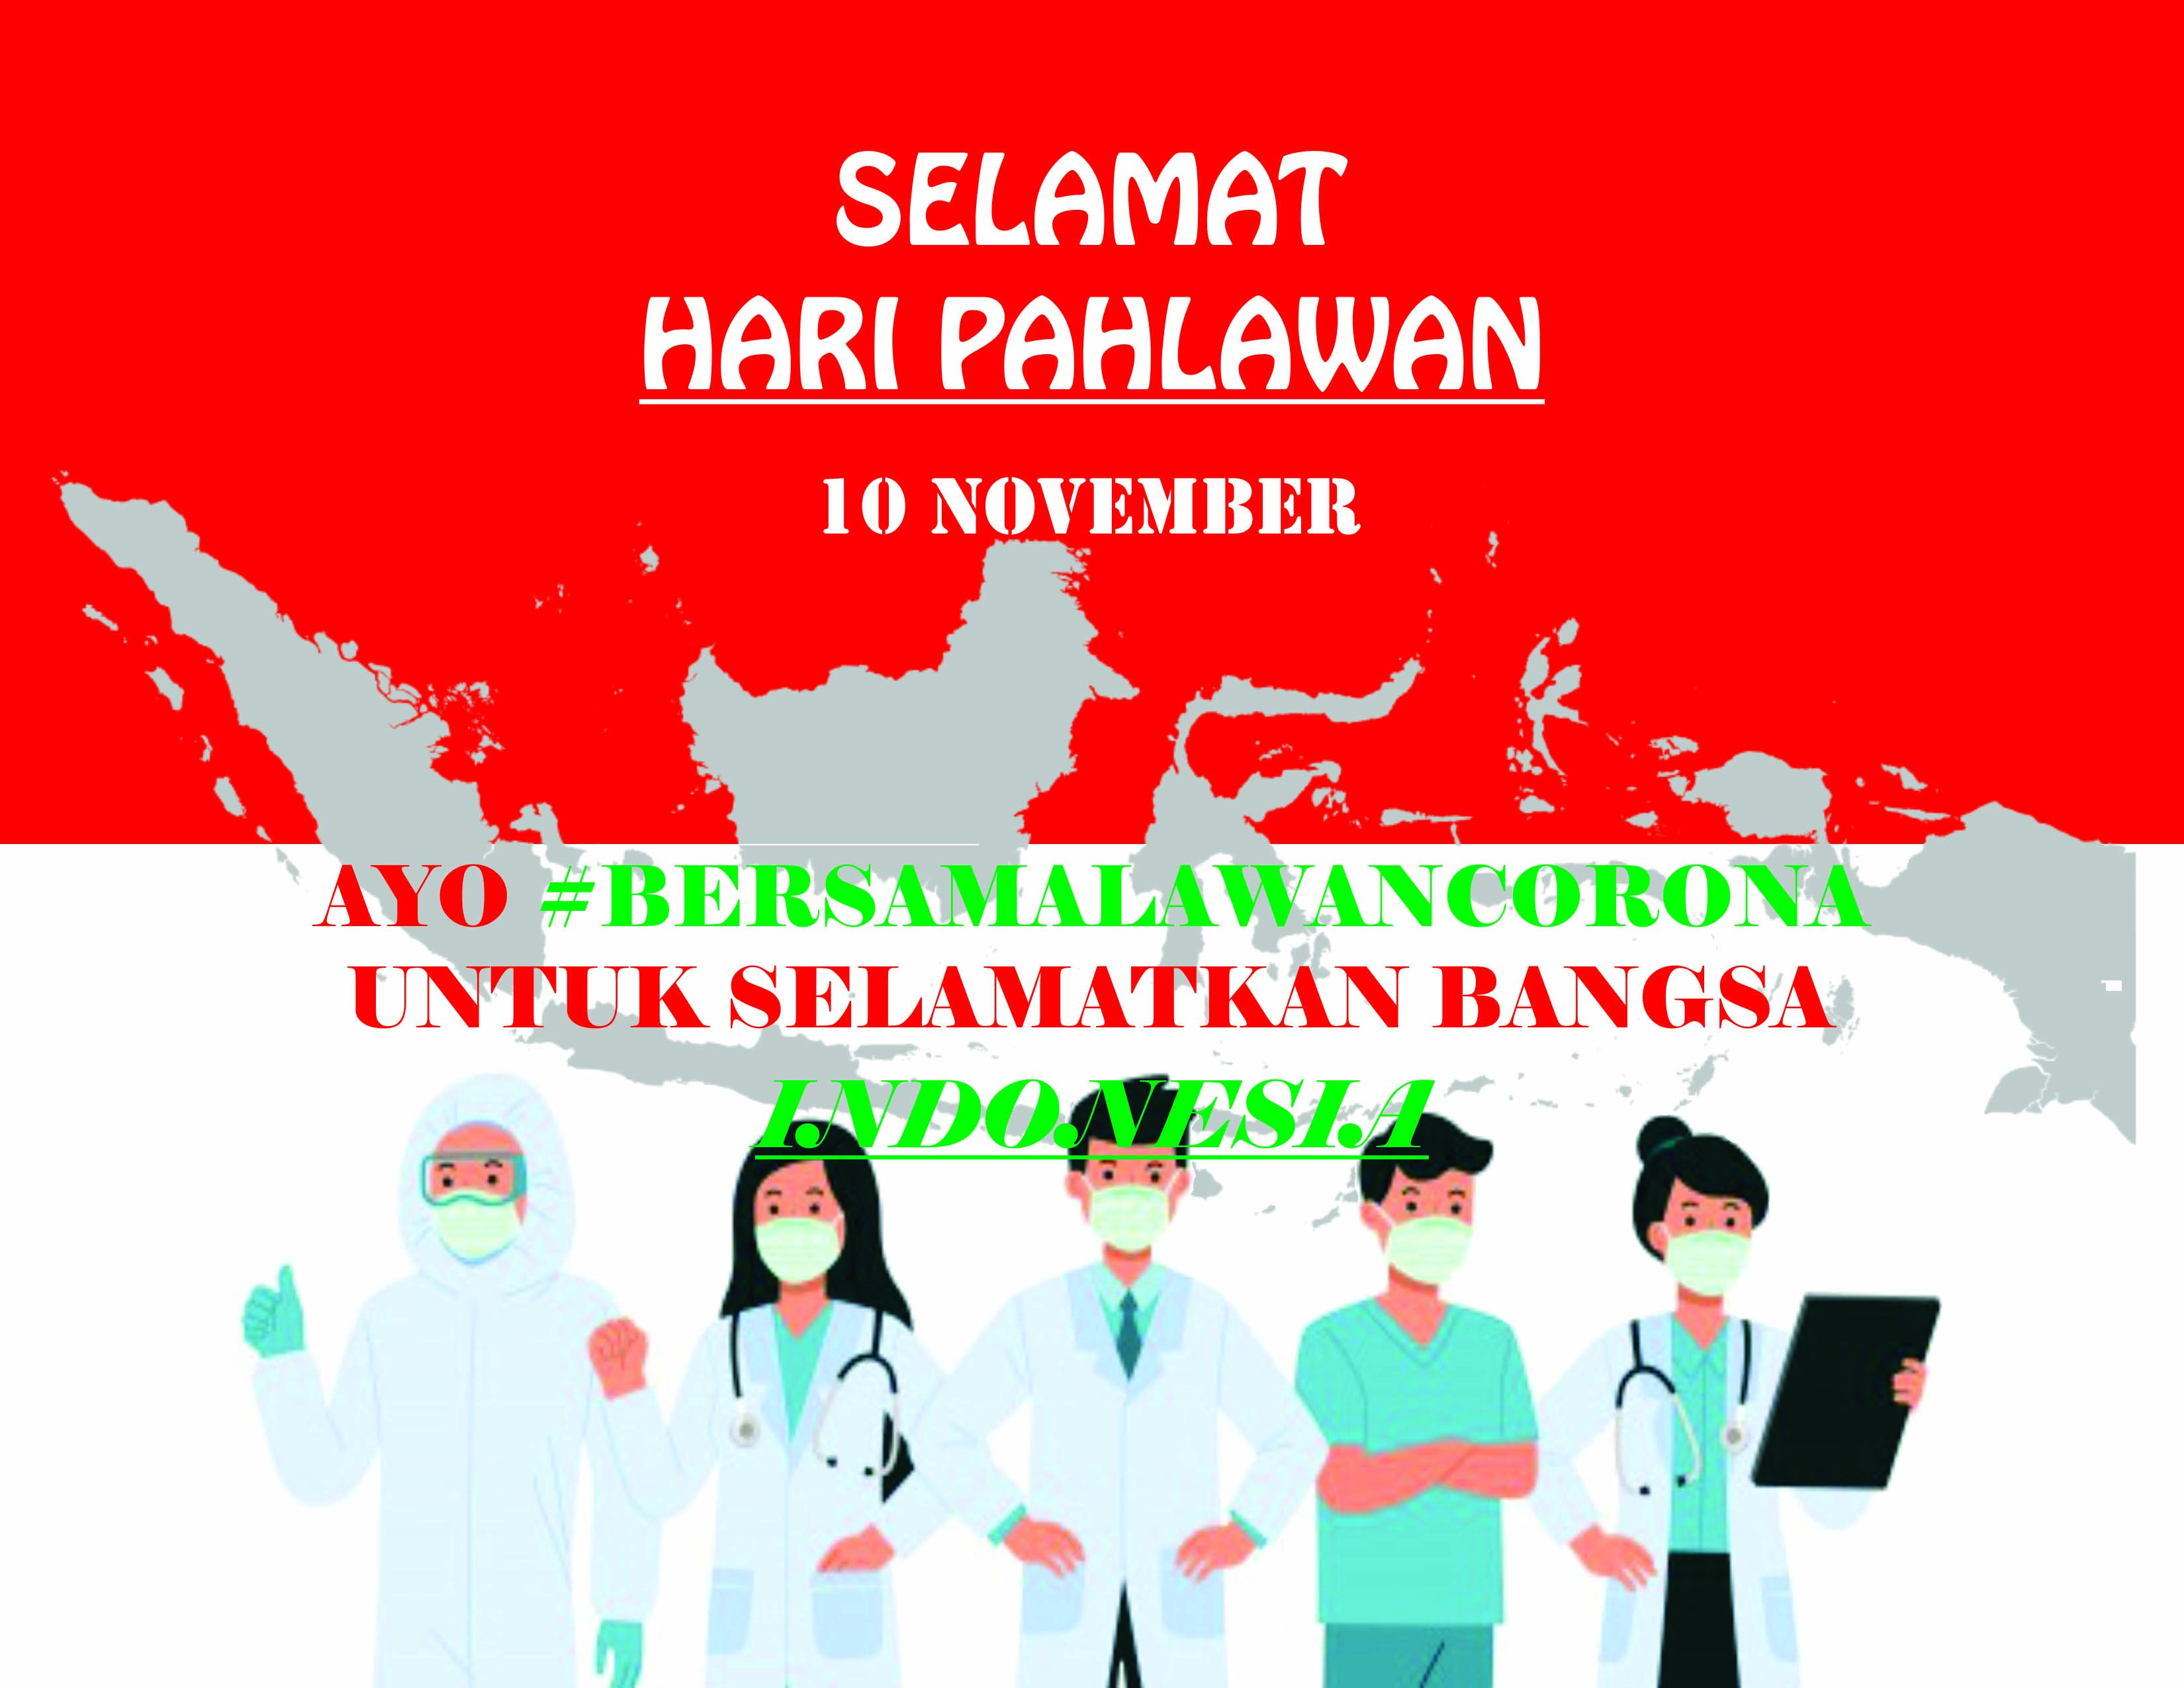 SELAMAT
HARI PAHLAWAN
10 NOVEMBER
AYO #BERSAMALAWANCORONA
UNTUK SELAMATKAN BANGSA
INDONESIA